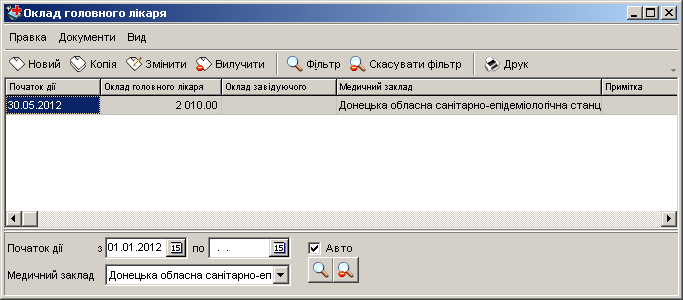 Оклад головного лікаря
Правка Документи Вид
Новий Копія Змінити Вилучити Фільтр Скасувати фільтр Друк
Початок дії Оклад головного лікаря Оклад завідуючого Медичний заклад Примітка
30.05.2012 2 010.00 Донецька обласна санітарно-епідеміологічна станц
Початок дії з 01.01.2012 15 по . . 15 Авто
Медичний заклад Донецька обласна санітарно-еп